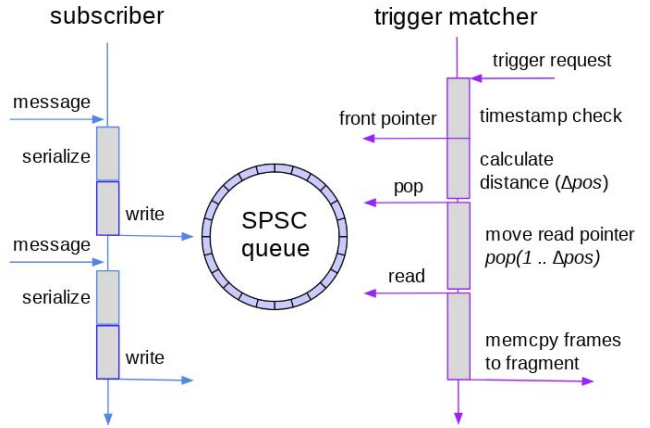 subscriber
message
serialize
write
message
serialize
write
SPSC
queue
trigger matcher
trigger request
timestamp check
front pointer
calculate
distance (Δpos)
pop
move read pointer
pop(1 .. Δpos)
read
memcpy frames
to fragment